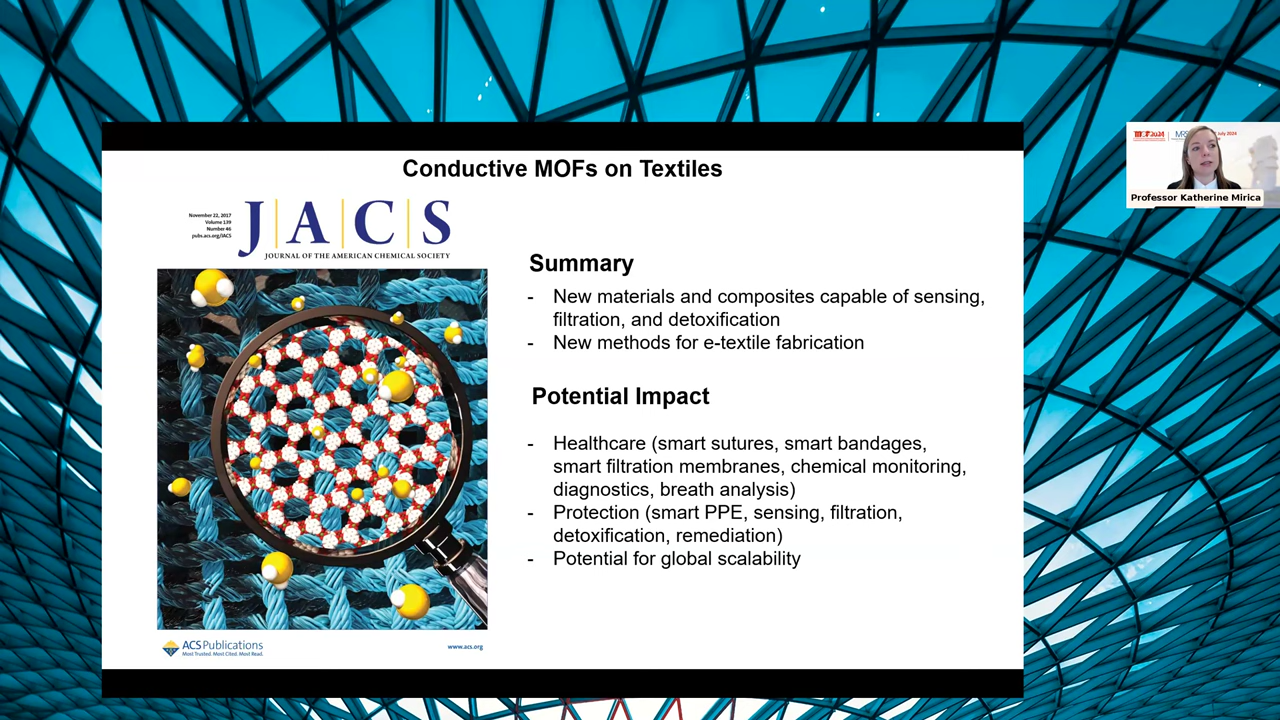 Conductive MOFs on Textiles
November 22, 2017
Volume 139
Number 46
pubs.acs.org/JACS
JACS
JOURNAL OF THE AMERICAN CHEMICAL SOCIETY
Summary
- New materials and composites capable of sensing,
filtration, and detoxification
- New methods for e-textile fabrication
Potential Impact
- Healthcare (smart sutures, smart bandages,
smart filtration membranes, chemical monitoring,
diagnostics, breath analysis)
- Protection (smart PPE, sensing, filtration,
detoxification, remediation)
- Potential for global scalability
ACS Publications
Most Trusted. Most Cited. Most Read.
www.acs.org
MRS
July 2024
Professor Katherine Mirica